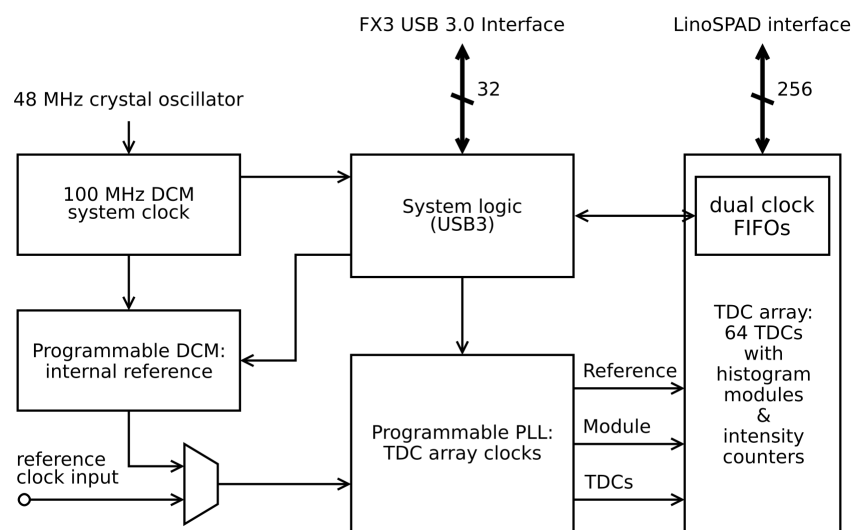 FX3 USB 3.0 Interface
LinoSPAD interface
32
256
48 MHz crystal oscillator
100 MHz DCM
system clock
System logic
(USB3)
dual clock
FIFOs
Programmable DCM:
internal reference
TDC array:
64 TDCs
with
histogram
modules
&
intensity
counters
Reference
Module
TDCs
Programmable PLL:
TDC array clocks
reference
clock input